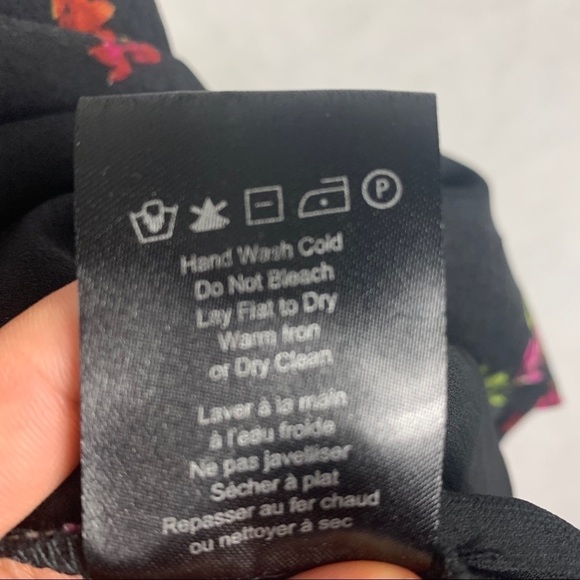 P
Hand Wash Cold
Do Not Bleach
Lay Flat to Dry
Warm Iron
or Dry Clean
Laver à la main
à l'eau froide
Ne pas javelliser
Sécher à plat
Repasser au fer chaud
ou nettoyer à sec